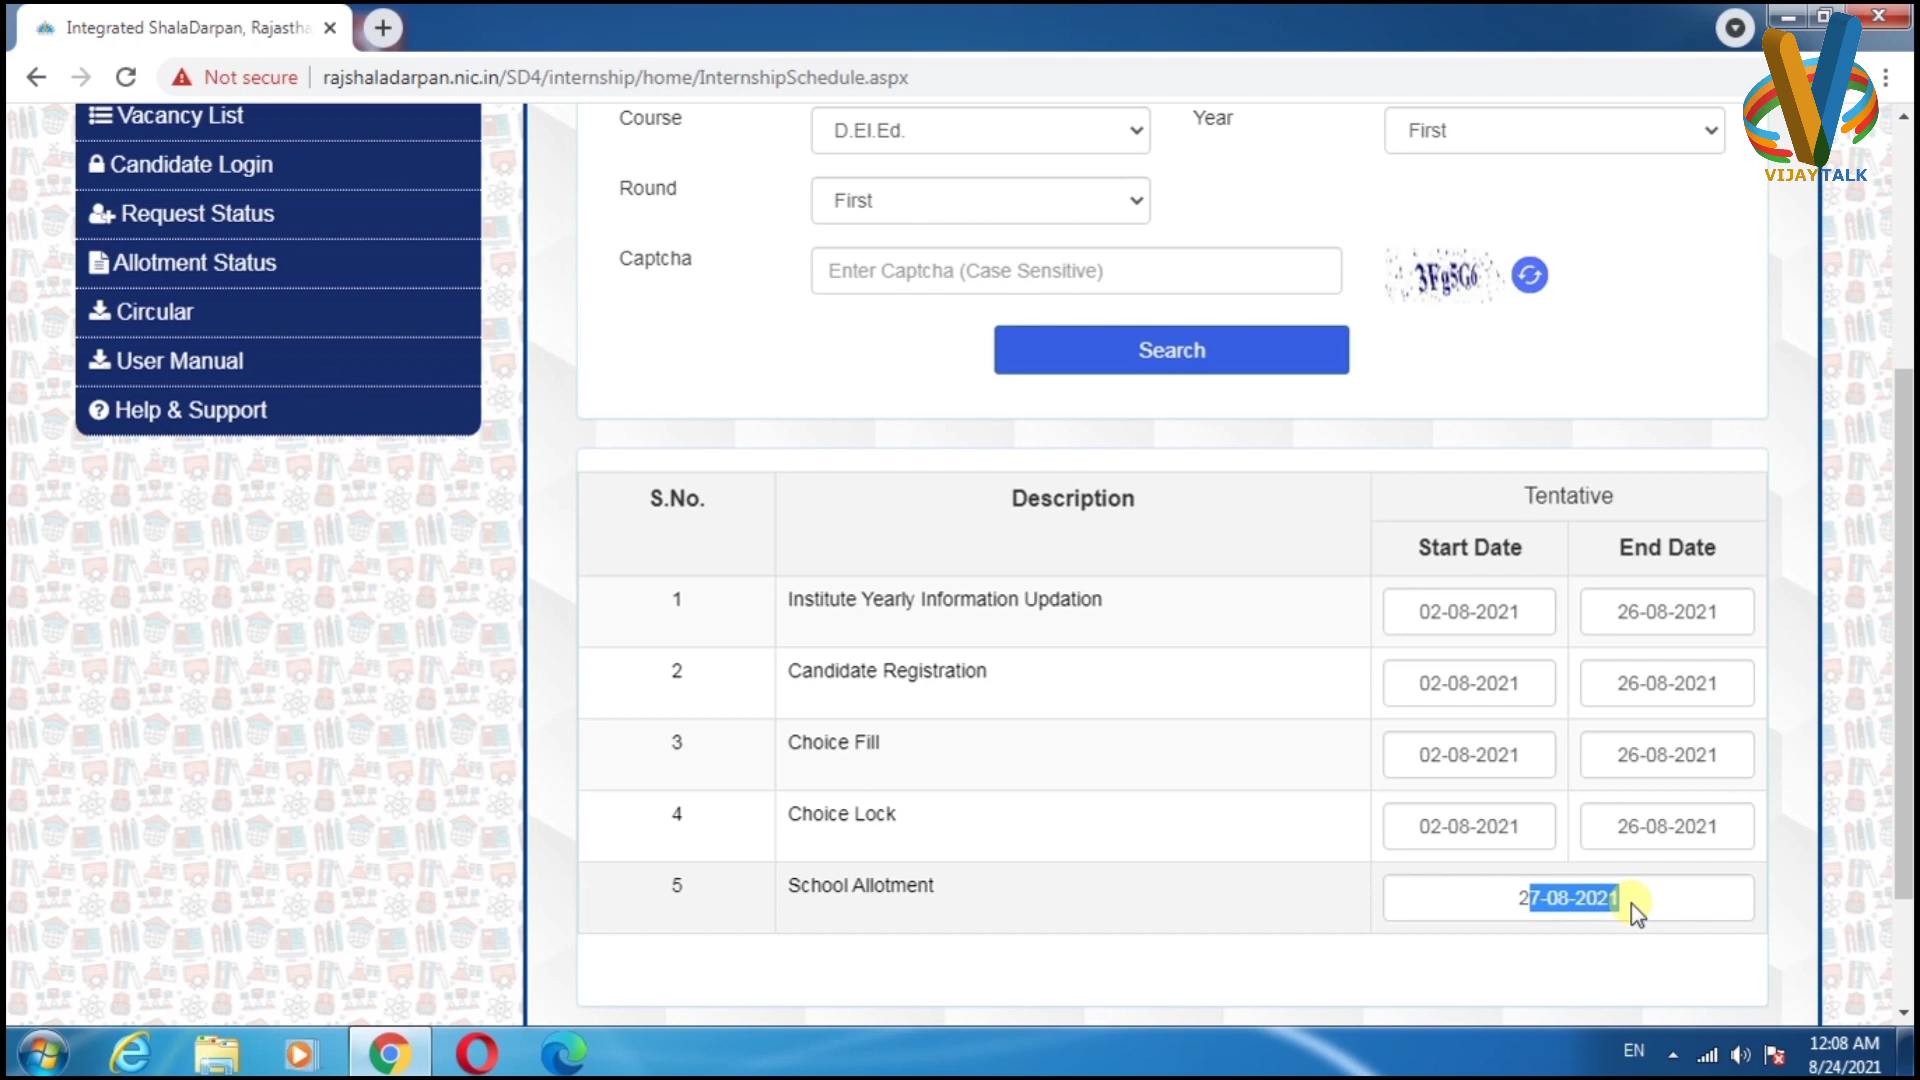 Integrated ShalaDarpan, Rajastha
Not secure
rajshaladarpan.nic.in/SD4/internship/home/InternshipSchedule.aspx
VIJAY TALK
Vacancy List
Candidate Login
Request Status
Allotment Status
Circular
User Manual
Help & Support
Course
D.El.Ed.
Year
First
Round
First
Captcha
Enter Captcha (Case Sensitive)
3Fg5G6
Search
S.No.
Description
Tentative
Start Date
End Date
1
Institute Yearly Information Updation
02-08-2021
26-08-2021
2
Candidate Registration
02-08-2021
26-08-2021
3
Choice Fill
02-08-2021
26-08-2021
4
Choice Lock
02-08-2021
26-08-2021
5
School Allotment
27-08-2021
EN
12:08 AM
8/24/2021